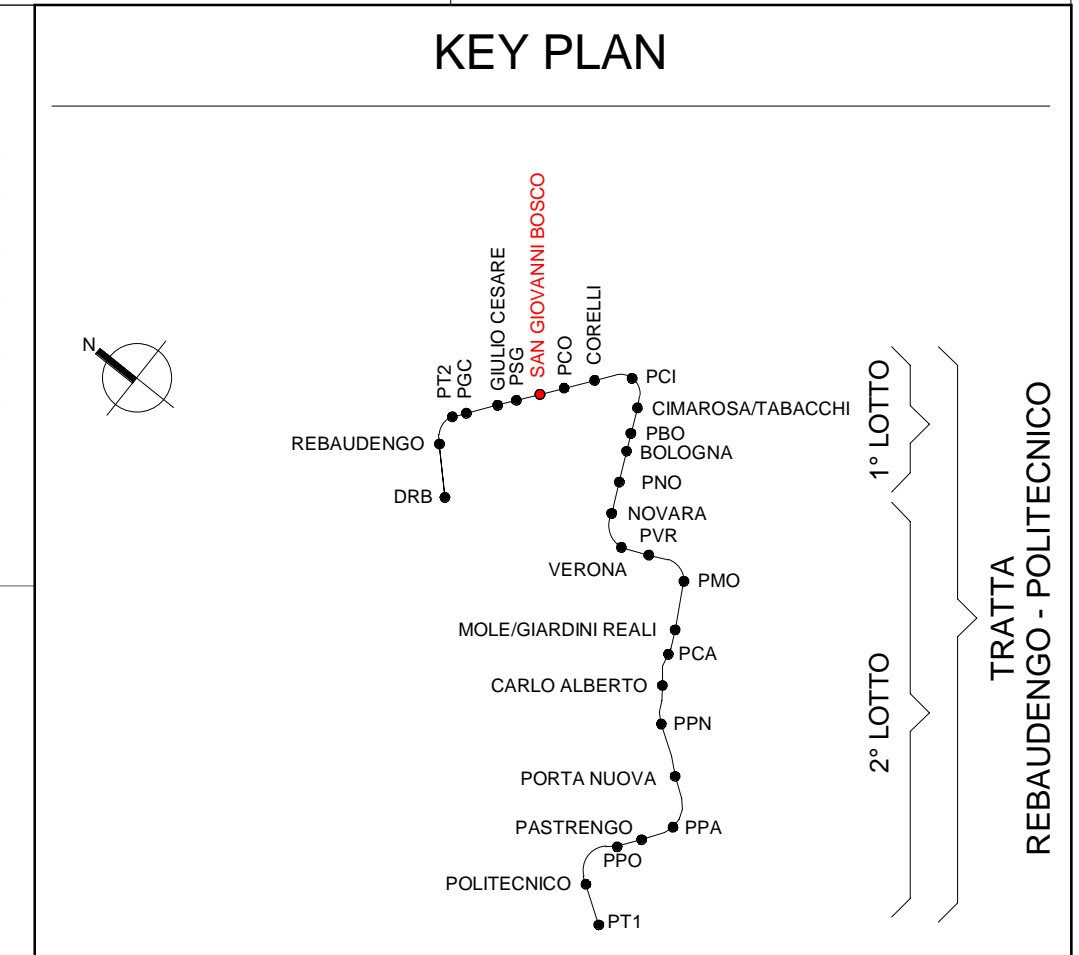 KEY PLAN
N
PT2
PGC
GIULIO CESARE
PSG
SAN GIOVANNI BOSCO
PCO
CORELLI
PCI
REBAUDENGO
DRB
CIMAROSA/TABACCHI
PBO
BOLOGNA
PNO
NOVARA
PVR
VERONA
PMO
MOLE/GIARDINI REALI
PCA
CARLO ALBERTO
PPN
PORTA NUOVA
PPA
PASTRENGO
PPO
POLITECNICO
PT1
1° LOTTO
2° LOTTO
TRATTA
REBAUDENGO - POLITECNICO